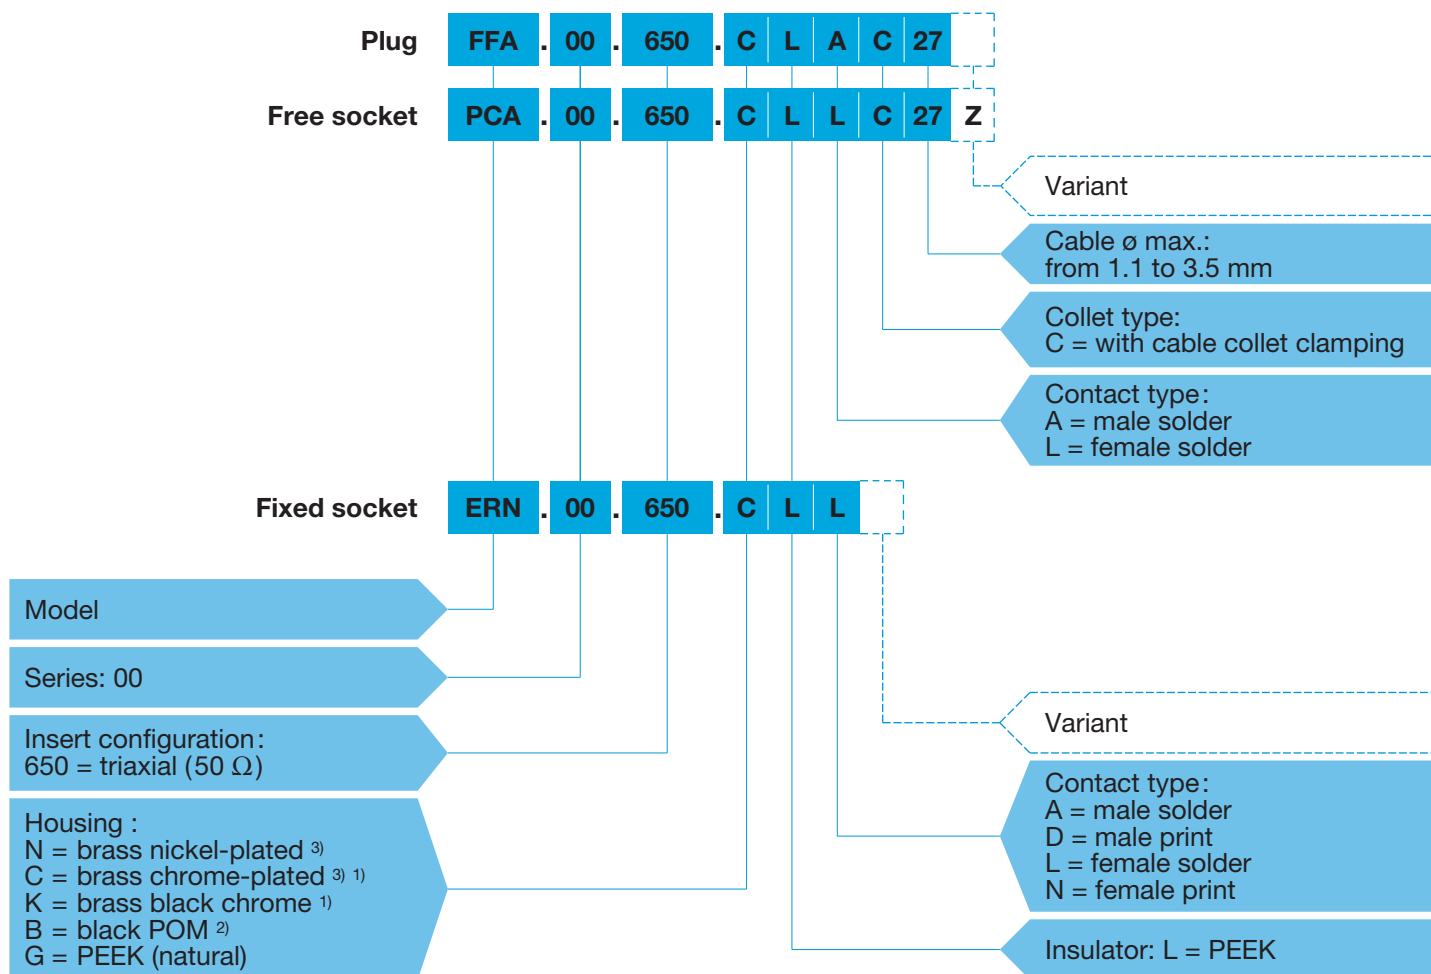 Plug FFA . 00 . 650 . C L A C 27
Free socket PCA . 00 . 650 . C L L C 27 Z
Variant
Cable ø max.:
from 1.1 to 3.5 mm
Collet type:
C = with cable collet clamping
Contact type:
A = male solder
L = female solder
Fixed socket ERN . 00 . 650 . C L L
Model
Series: 00
Insert configuration:
650 = triaxial (50 Ω)
Housing :
N = brass nickel-plated 3)
C = brass chrome-plated 3) 1)
K = brass black chrome 1)
B = black POM 2)
G = PEEK (natural)
Variant
Contact type:
A = male solder
D = male print
L = female solder
N = female print
Insulator: L = PEEK